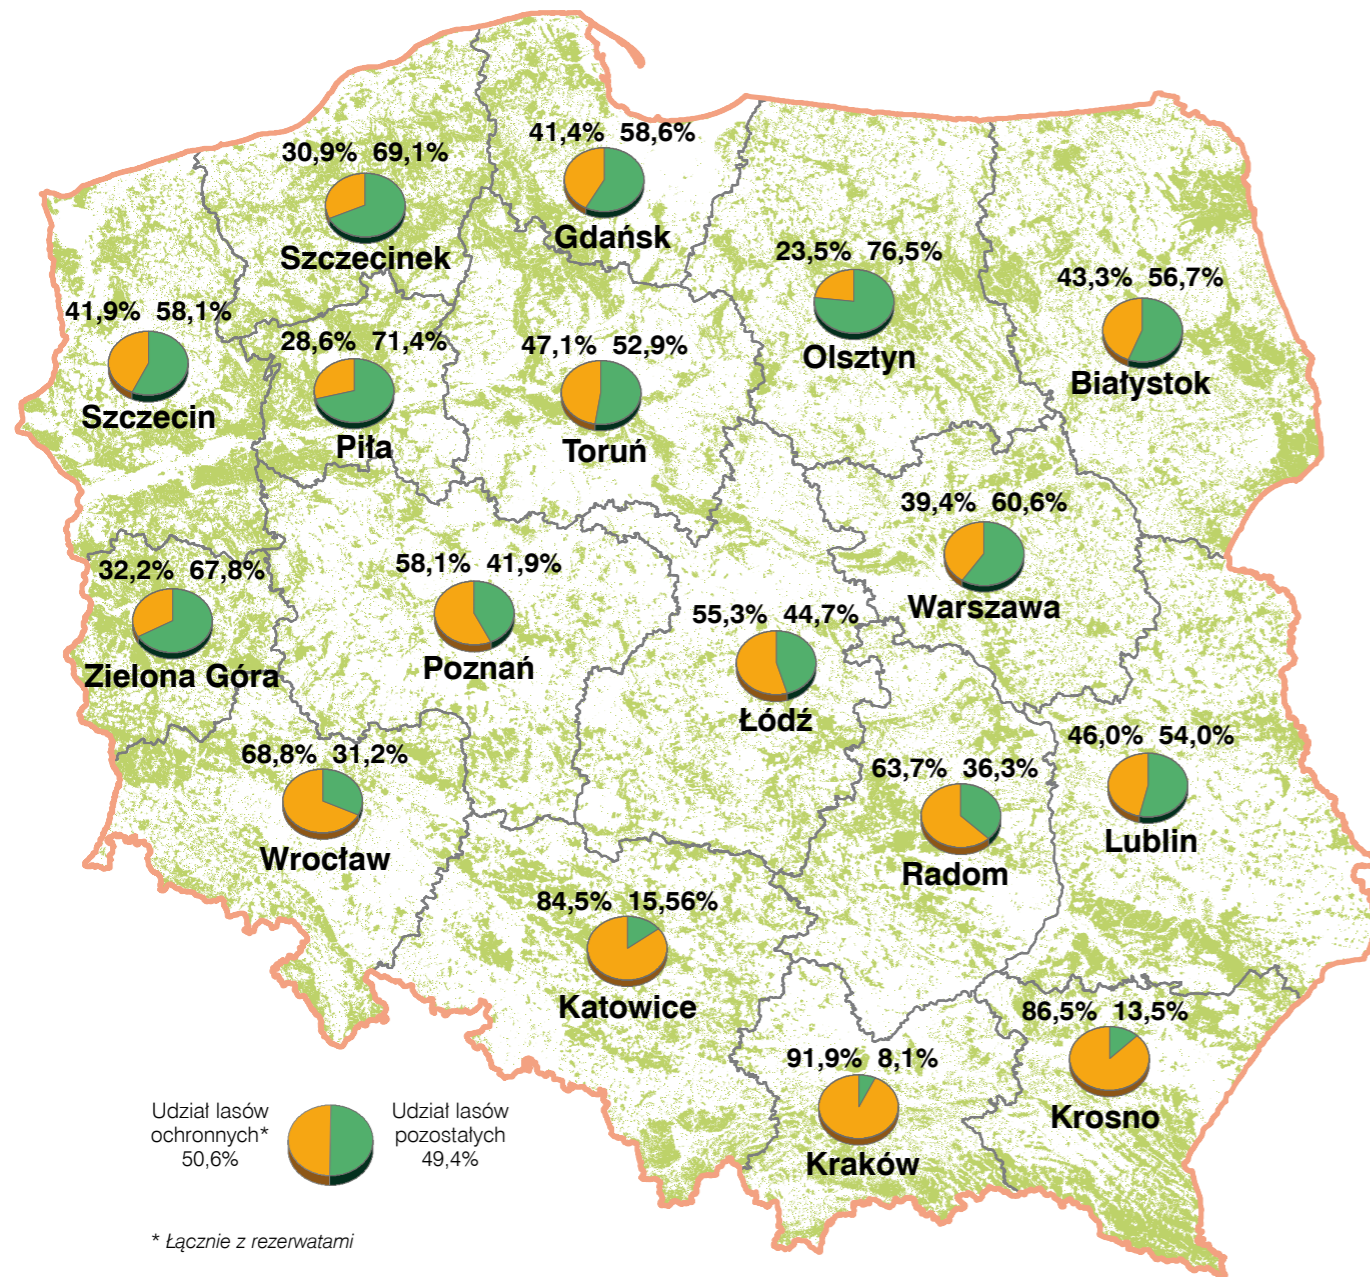 41,4% 58,6%
Gdańsk
30,9% 69,1%
Szczecinek
23,5% 76,5%
Olsztyn
43,3% 56,7%
Białystok
41,9% 58,1%
Szczecin
28,6% 71,4%
Piła
47,1% 52,9%
Toruń
39,4% 60,6%
Warszawa
32,2% 67,8%
Zielona Góra
58,1% 41,9%
Poznań
55,3% 44,7%
Łódź
46,0% 54,0%
Lublin
68,8% 31,2%
Wrocław
63,7% 36,3%
Radom
84,5% 15,56%
Katowice
86,5% 13,5%
Krosno
91,9% 8,1%
Kraków
Udział lasów
ochronnych*
50,6%
Udział lasów
pozostałych
49,4%
* Łącznie z rezerwatami